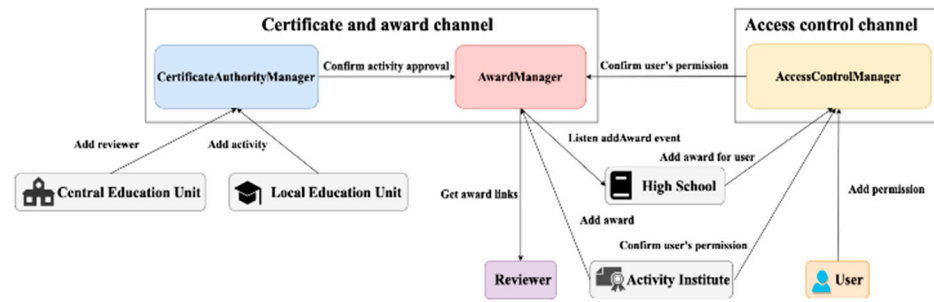 Certificate and award channel
Access control channel
CertificateAuthorityManager
Confirm activity approval
AwardManager
Confirm user's permission
AccessControlManager
Add reviewer
Add activity
Listen addAward event
Add award for user
Central Education Unit
Local Education Unit
Get award links
High School
Add permission
Add award
Confirm user's permission
Reviewer
Activity Institute
User